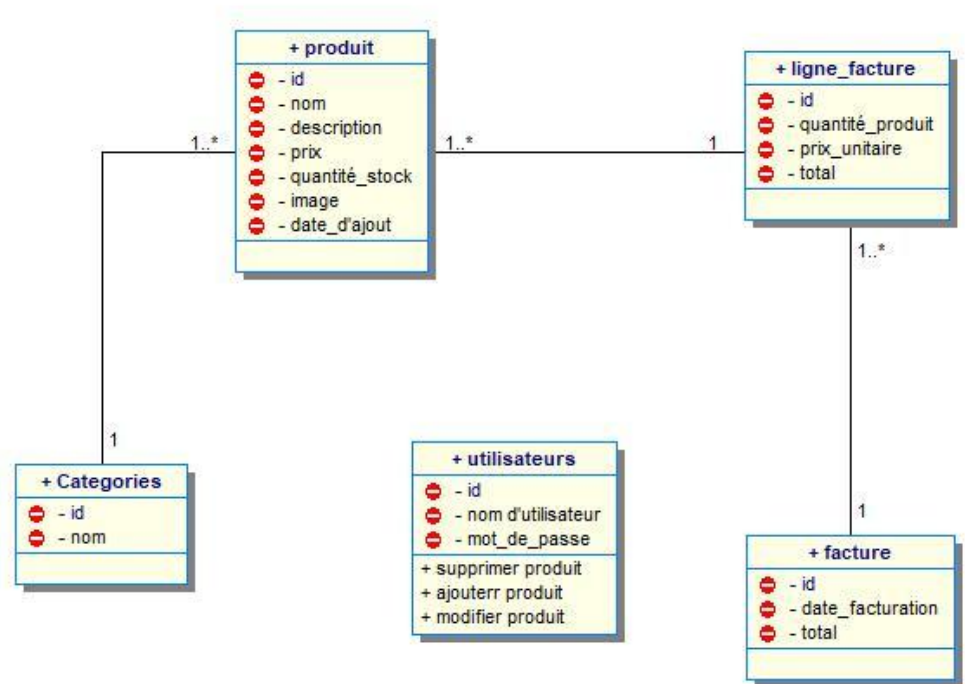 + produit
- id
- nom
- description
- prix
- quantité_stock
- image
- date_d'ajout
1..*
1..*
1
+ ligne_facture
- id
- quantité_produit
- prix_unitaire
- total
1..*
1
+ Categories
- id
- nom
+ utilisateurs
- id
- nom d'utilisateur
- mot_de_passe
+ supprimer produit
+ ajouterr produit
+ modifier produit
1
+ facture
- id
- date_facturation
- total